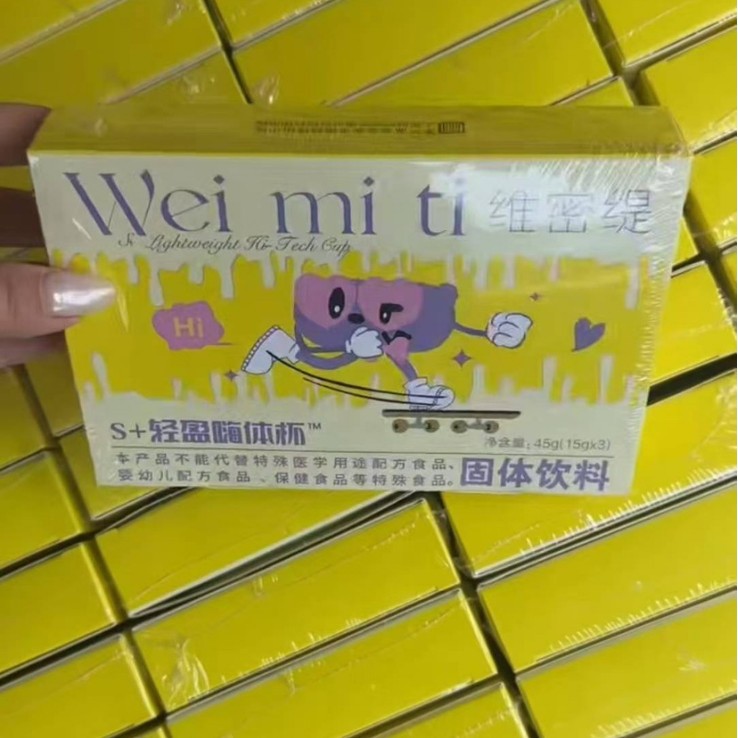 Wei mi ti 维密缇
S+ Lightweight Hi-Tech Cup
Hi
S+轻盈嗨体杯™
净含量: 45g(15gx3)
本产品不能代替特殊医学用途配方食品、
婴幼儿配方食品、保健食品等特殊食品。
固体饮料